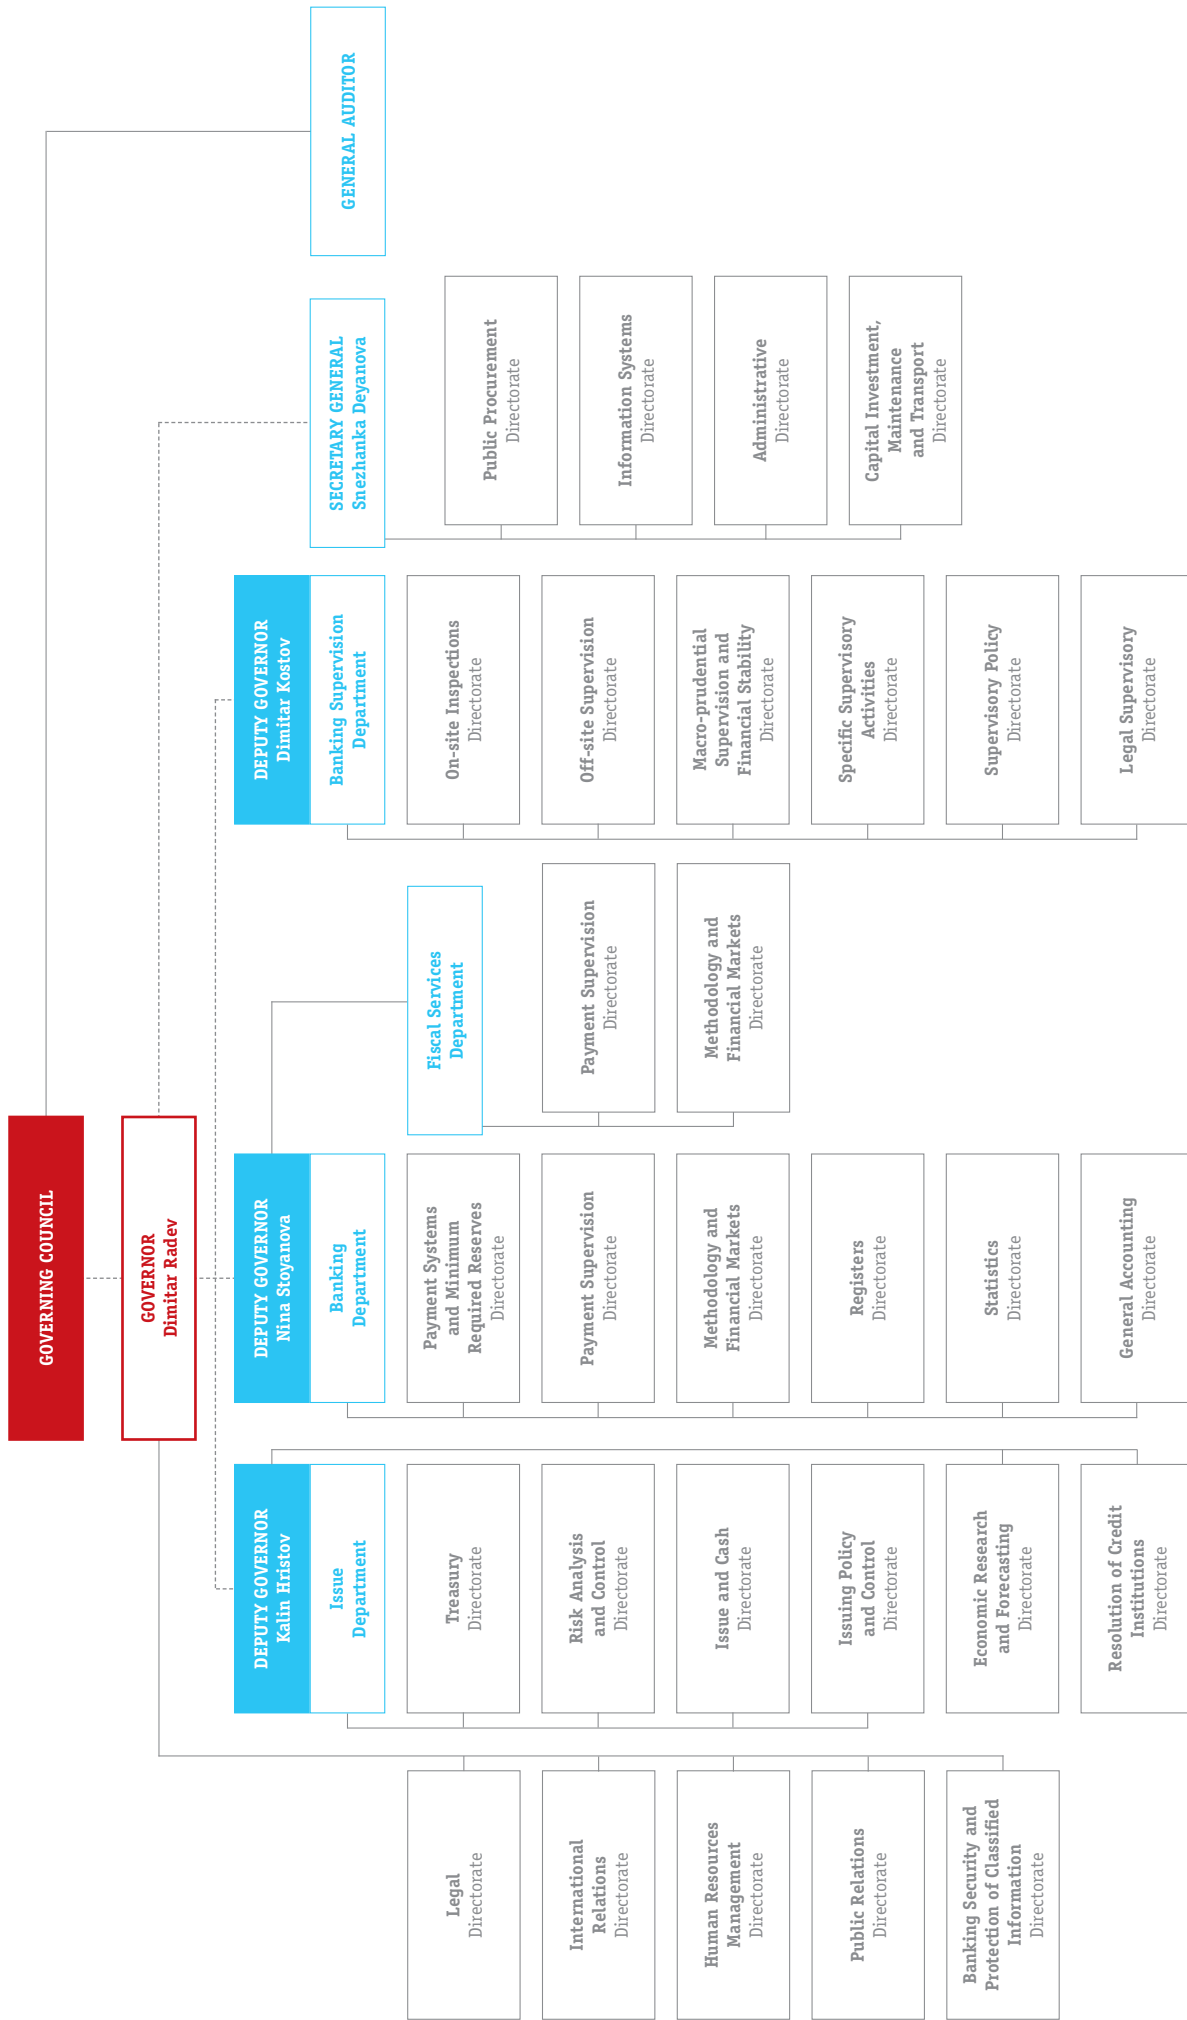 GOVERNING COUNCIL
GOVERNOR
Dimitar Radev
GENERAL AUDITOR
SECRETARY GENERAL
Snezhanka Deyanova
Public Procurement
Directorate
Information Systems
Directorate
Administrative
Directorate
Capital Investment,
Maintenance
and Transport
Directorate
Legal
Directorate
International
Relations
Directorate
Human Resources
Management
Directorate
Public Relations
Directorate
Banking Security and
Protection of Classified
Information
Directorate
DEPUTY GOVERNOR
Kalin Hristov
Issue
Department
Treasury
Directorate
Risk Analysis
and Control
Directorate
Issue and Cash
Directorate
Issuing Policy
and Control
Directorate
Economic Research
and Forecasting
Directorate
Resolution of Credit
Institutions
Directorate
DEPUTY GOVERNOR
Nina Stoyanova
Banking
Department
Payment Systems
and Minimum
Required Reserves
Directorate
Payment Supervision
Directorate
Methodology and
Financial Markets
Directorate
Registers
Directorate
Statistics
Directorate
General Accounting
Directorate
Fiscal Services
Department
Payment Supervision
Directorate
Methodology and
Financial Markets
Directorate
DEPUTY GOVERNOR
Dimitar Kostov
Banking Supervision
Department
On-site Inspections
Directorate
Off-site Supervision
Directorate
Macro-prudential
Supervision and
Financial Stability
Directorate
Specific Supervisory
Activities
Directorate
Supervisory Policy
Directorate
Legal Supervisory
Directorate